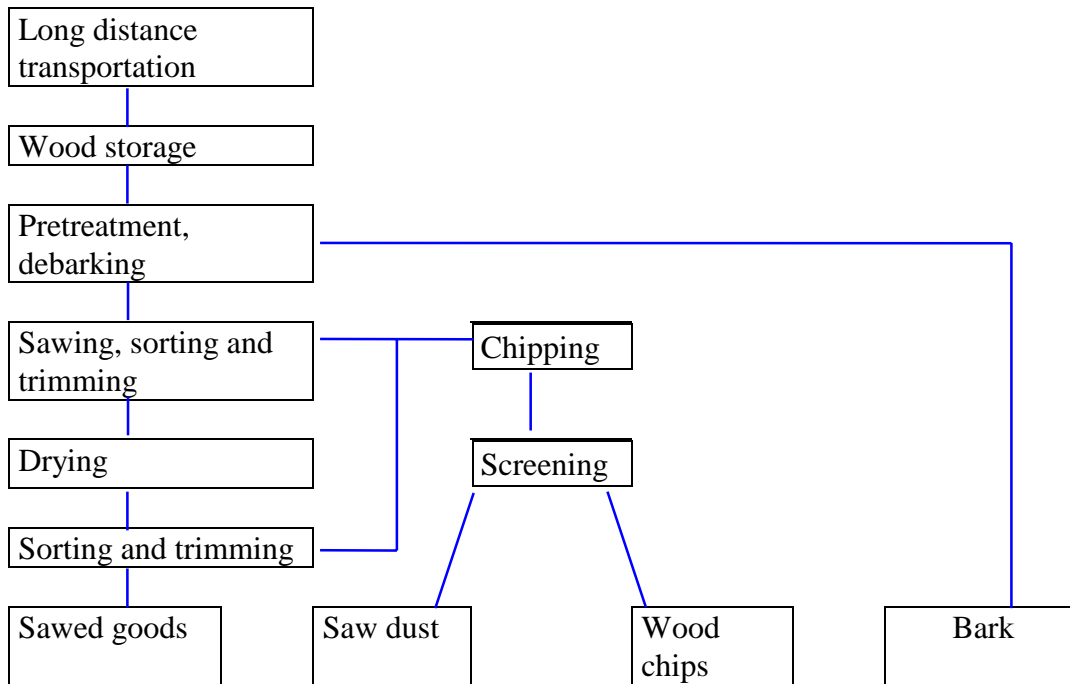 Long distance
transportation
Wood storage
Pretreatment,
debarking
Sawing, sorting and
trimming
Chipping
Drying
Screening
Sorting and trimming
Sawed goods
Saw dust
Wood
chips
Bark